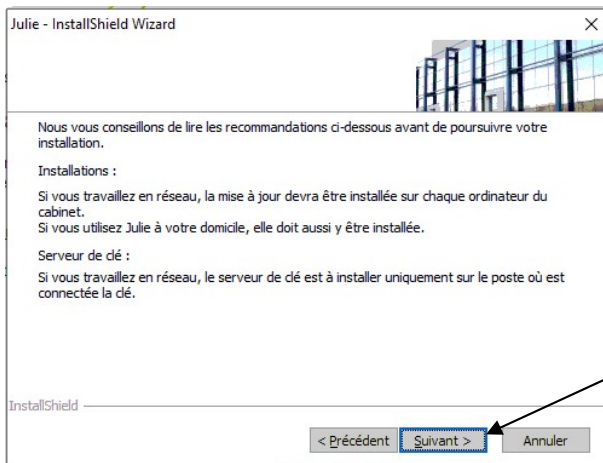 Julie - InstallShield Wizard
Nous vous conseillons de lire les recommandations ci-dessous avant de poursuivre votre
installation.
Installations :
Si vous travaillez en réseau, la mise à jour devra être installée sur chaque ordinateur du
cabinet.
Si vous utilisez Julie à votre domicile, elle doit aussi y être installée.
Serveur de clé :
Si vous travaillez en réseau, le serveur de clé est à installer uniquement sur le poste où est
connectée la clé.
InstallShield
< Précédent Suivant > Annuler